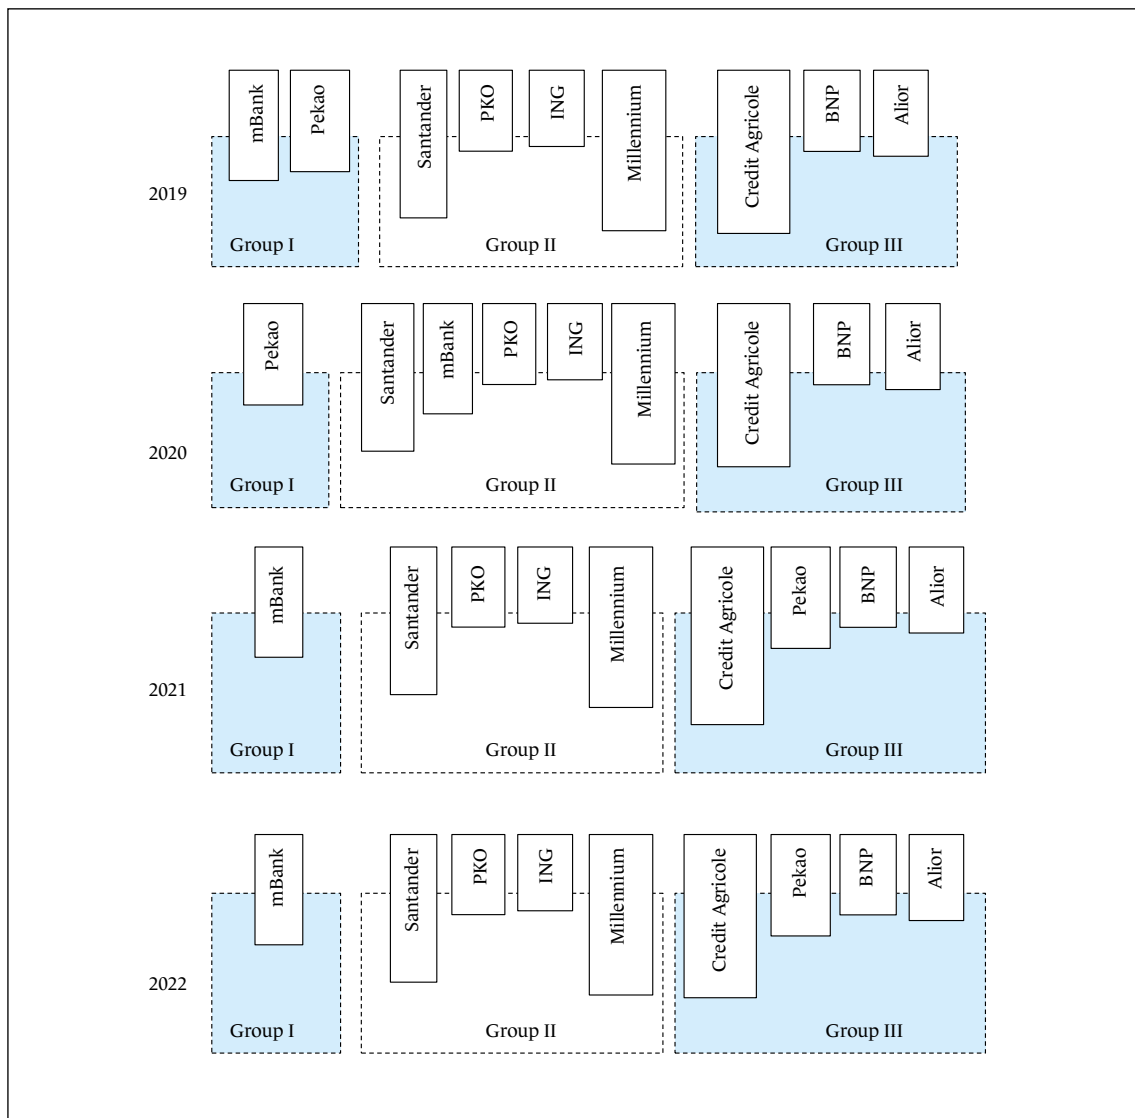 mBank
Pekao
Santander
PKO
ING
Millennium
Credit Agricole
BNP
Alior
2019
Group I
Group II
Group III
Pekao
Santander
mBank
PKO
ING
Millennium
Credit Agricole
BNP
Alior
2020
Group I
Group II
Group III
mBank
Santander
PKO
ING
Millennium
Credit Agricole
Pekao
BNP
Alior
2021
Group I
Group II
Group III
mBank
Santander
PKO
ING
Millennium
Credit Agricole
Pekao
BNP
Alior
2022
Group I
Group II
Group III